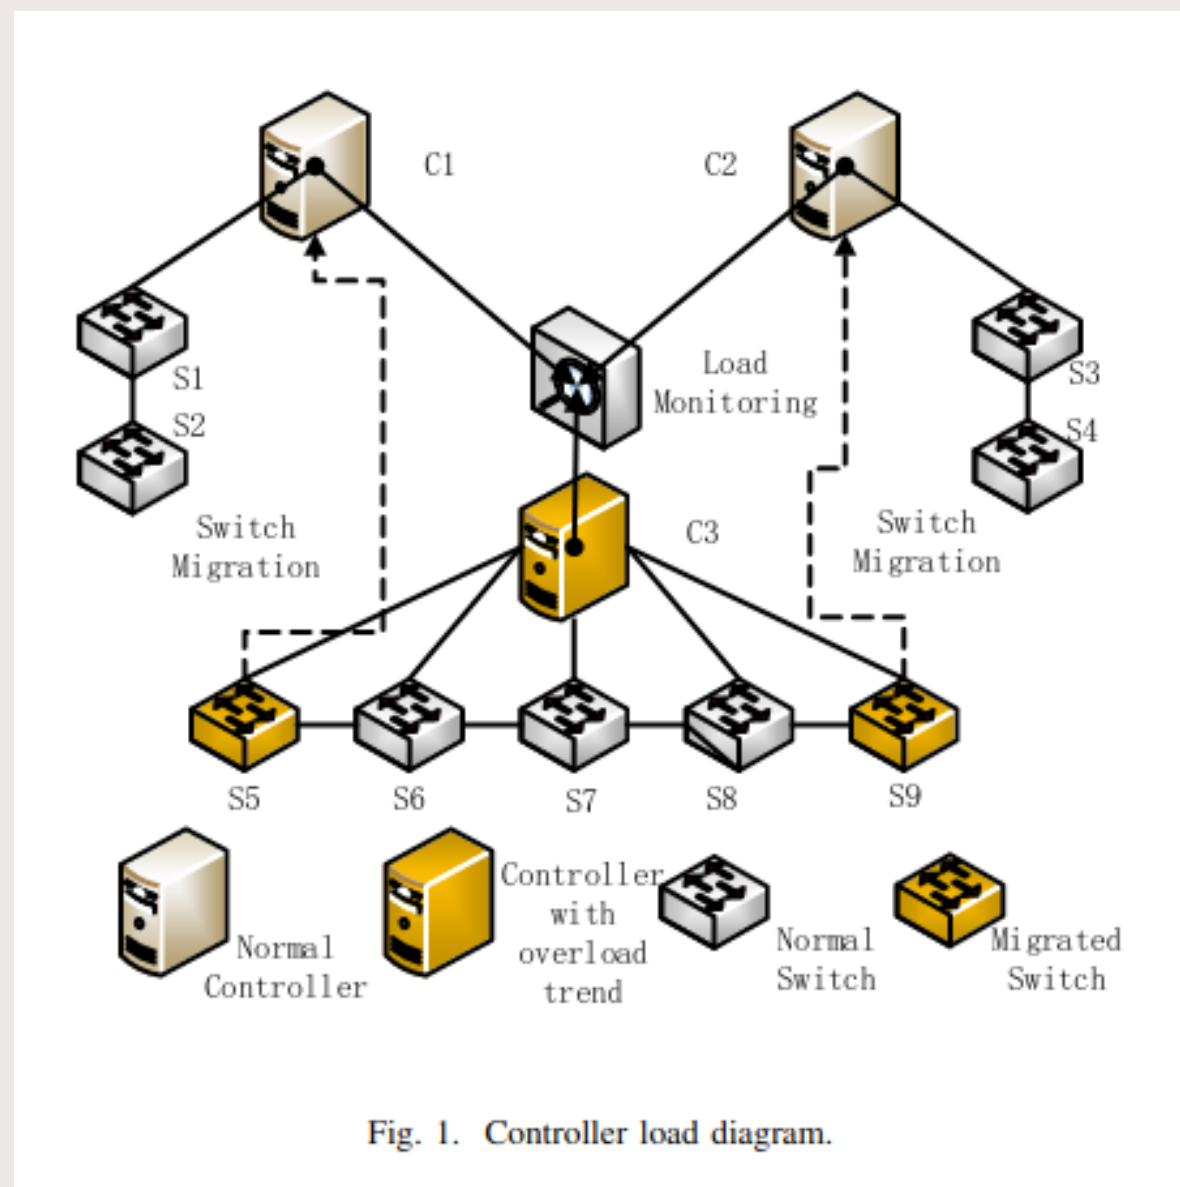 C1
C2
S1
S2
Load
Monitoring
S3
S4
Switch
Migration
C3
Switch
Migration
S5
S6
S7
S8
S9
Normal
Controller
Controller
with
overload
trend
Normal
Switch
Migrated
Switch
Fig. 1. Controller load diagram.